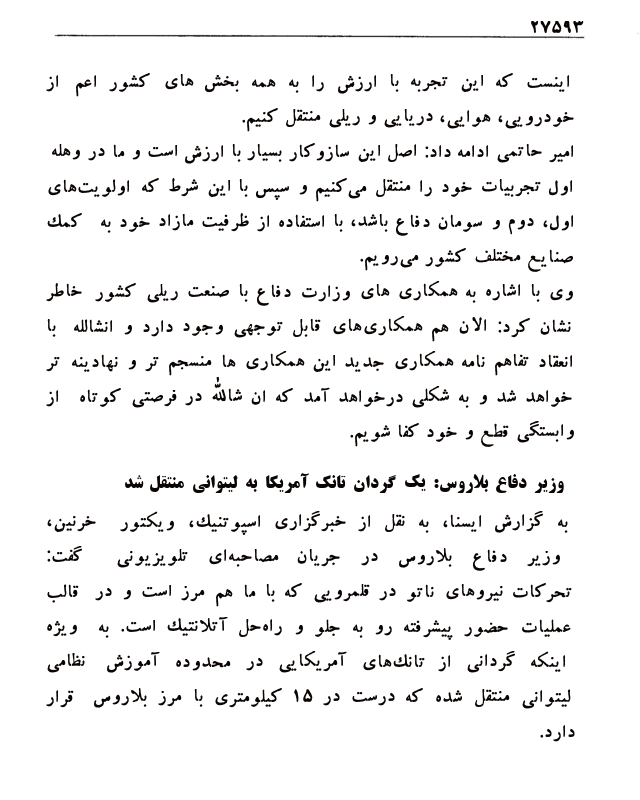 ۲۷۵۹۳
اینست که این تجربه با ارزش را به همه بخش های کشور اعم از
خودرویی، هوایی، دریایی و ریلی منتقل کنیم.
امیر حاتمی ادامه داد: اصل این سازوکار بسیار با ارزش است و ما در وهله
اول تجربیات خود را منتقل می‌کنیم و سپس با این شرط که اولویت‌های
اول، دوم و سومان دفاع باشد، با استفاده از ظرفیت مازاد خود به کمك
صنایع مختلف کشور می‌رویم.
وی با اشاره به همکاری های وزارت دفاع با صنعت ریلی کشور خاطر
نشان کرد: الان هم همکاری‌های قابل توجهی وجود دارد و انشالله با
انعقاد تفاهم نامه همکاری جدید این همکاری ها منسجم تر و نهادینه تر
خواهد شد و به شکلی درخواهد آمد که ان شاالله در فرصتی کوتاه از
وابستگی قطع و خود کفا شویم.
وزیر دفاع بلاروس: یک گردان تانک آمریکا به لیتوانی منتقل شد
به گزارش ایسنا، به نقل از خبرگزاری اسپوتنیك، ویکتور خرنین،
وزیر دفاع بلاروس در جریان مصاحبه‌ای تلویزیونی گفت:
تحرکات نیروهای ناتو در قلمرویی که با ما هم مرز است و در قالب
عملیات حضور پیشرفته رو به جلو و راه‌حل آتلانتیك است. به ویژه
اینکه گردانی از تانك‌های آمریکایی در محدوده آموزش نظامی
لیتوانی منتقل شده که درست در ۱۵ کیلومتری با مرز بلاروس قرار
دارد.